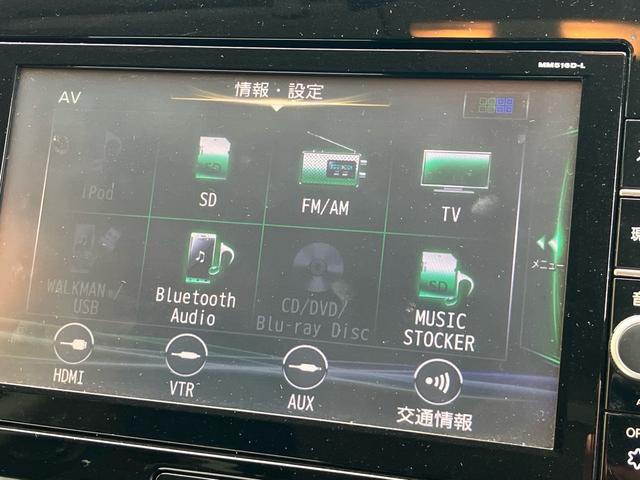 MM516D-L
情報・設定
AV
iPod
SD
FM/AM
TV
メニュー
WALKMAN®/
USB
Bluetooth
Audio
CD/DVD/
Blu-ray Disc
MUSIC
STOCKER
HDMI
VTR
AUX
交通情報